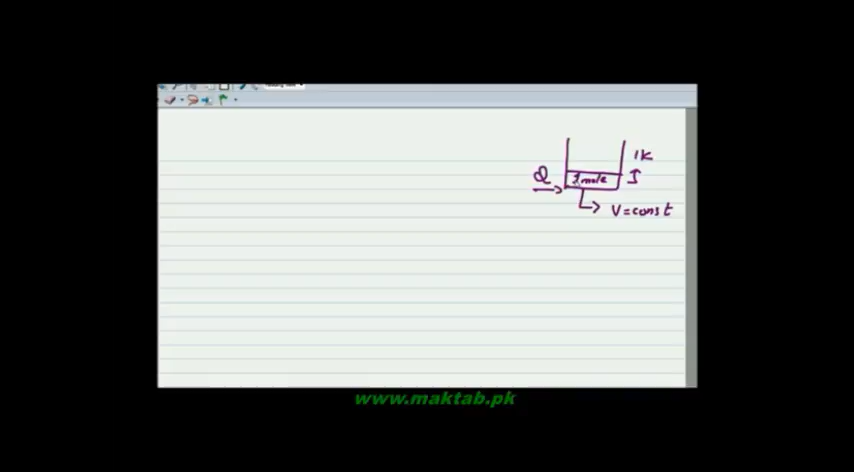 1K
Q
1 mole
I
V = const
www.maktab.pk